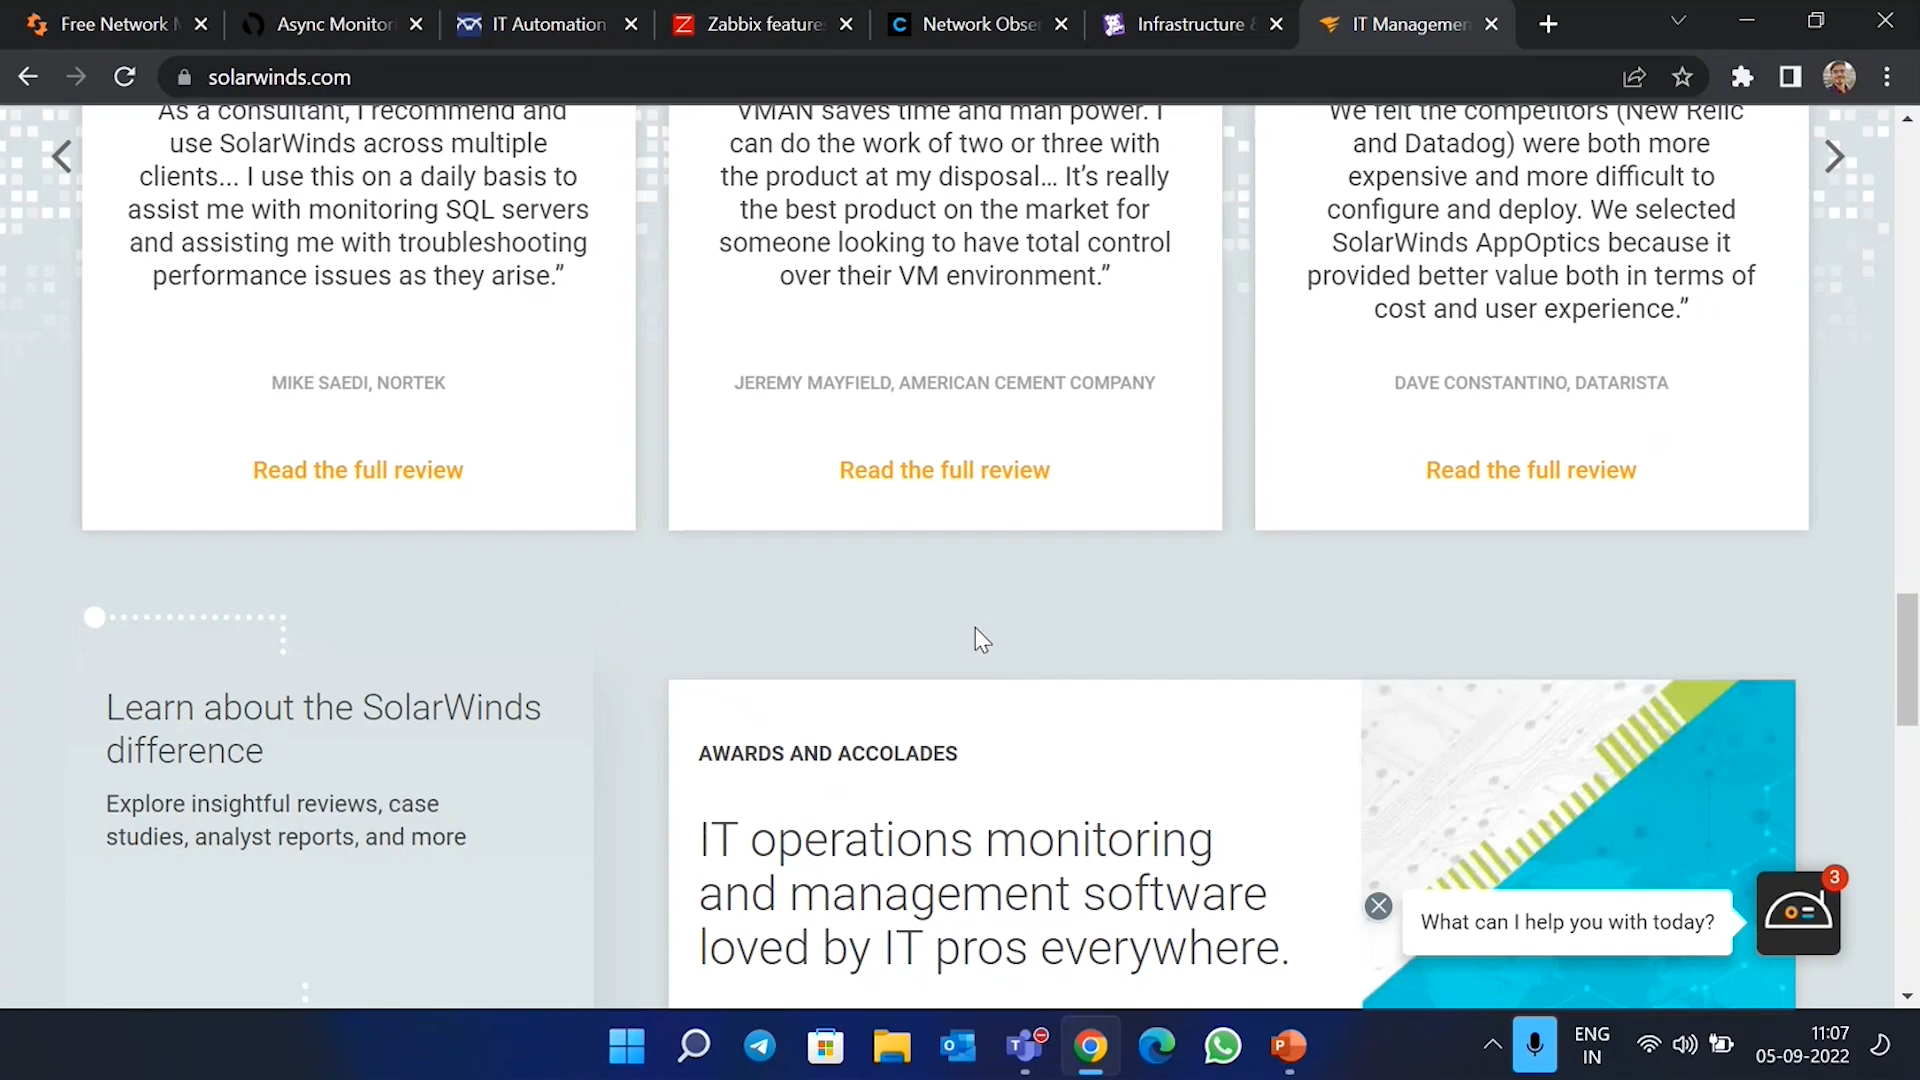 Free Network
Async Monitor
IT Automation
Zabbix feature
Network Obse
Infrastructure &
IT Managemen
solarwinds.com
As a consultant, I recommend and
use SolarWinds across multiple
clients... I use this on a daily basis to
assist me with monitoring SQL servers
and assisting me with troubleshooting
performance issues as they arise.”
MIKE SAEDI, NORTEK
Read the full review
VMAN saves time and man power. I
can do the work of two or three with
the product at my disposal… It’s really
the best product on the market for
someone looking to have total control
over their VM environment.”
JEREMY MAYFIELD, AMERICAN CEMENT COMPANY
Read the full review
We felt the competitors (New Relic
and Datadog) were both more
expensive and more difficult to
configure and deploy. We selected
SolarWinds AppOptics because it
provided better value both in terms of
cost and user experience.”
DAVE CONSTANTINO, DATARISTA
Read the full review
Learn about the SolarWinds
difference
Explore insightful reviews, case
studies, analyst reports, and more
AWARDS AND ACCOLADES
IT operations monitoring
and management software
loved by IT pros everywhere.
What can I help you with today?
3
ENG
IN
11:07
05-09-2022